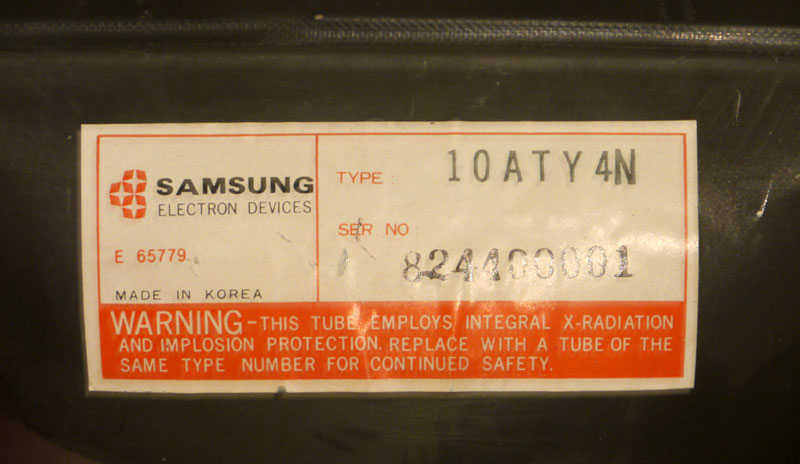 SAMSUNG
ELECTRON DEVICES
E 65779
MADE IN KOREA
TYPE 10ATY4N
SER NO
824400001
WARNING-THIS TUBE EMPLOYS INTEGRAL X-RADIATION
AND IMPLOSION PROTECTION. REPLACE WITH A TUBE OF THE
SAME TYPE NUMBER FOR CONTINUED SAFETY.